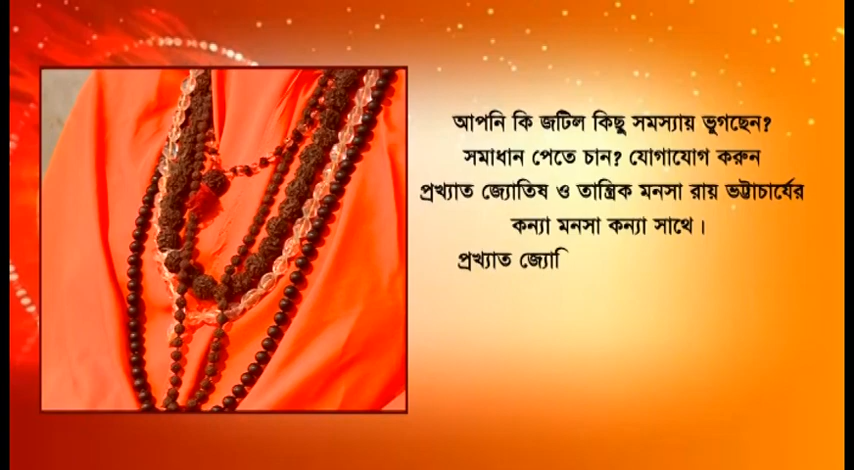 আপনি কি জটিল কিছু সমস্যায় ভুগছেন?
সমাধান পেতে চান? যোগাযোগ করুন
প্রখ্যাত জ্যোতিষ ও তান্ত্রিক মনসা রায় ভট্টাচার্যের
কন্যা মনসা কন্যা সাথে।
প্রখ্যাত জ্যো